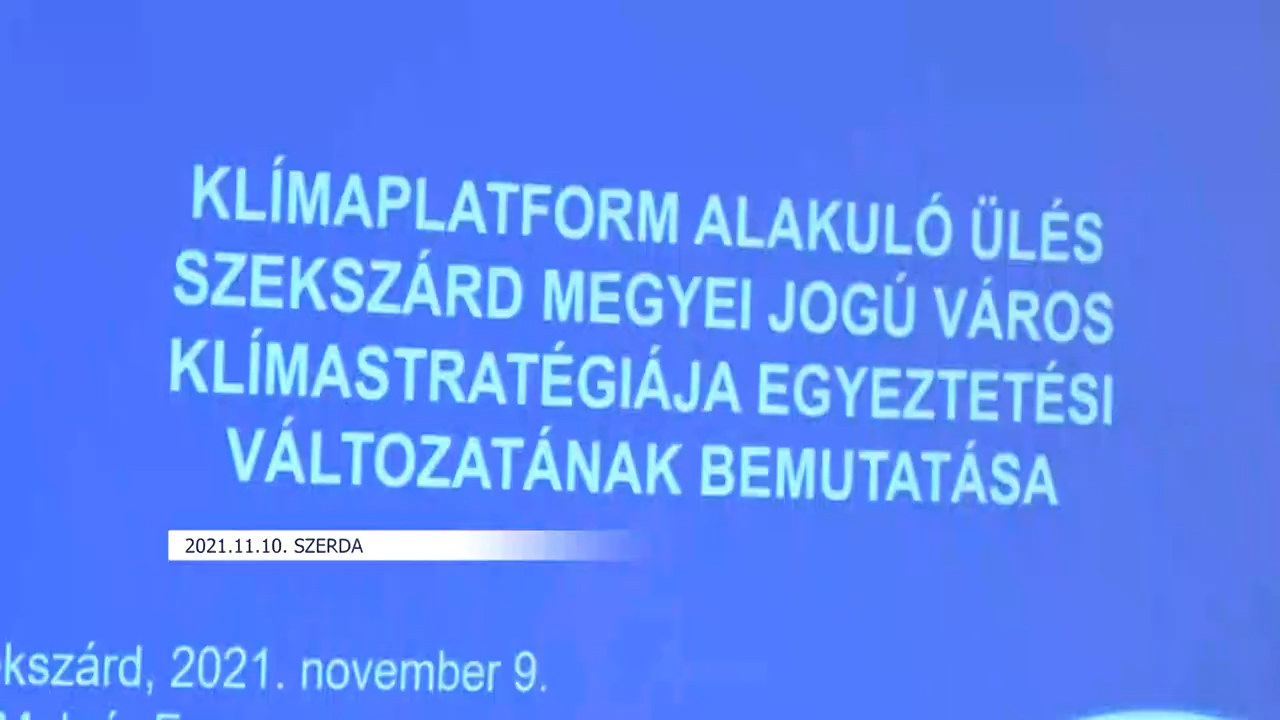 KLÍMAPLATFORM ALAKULÓ ÜLÉS
SZEKSZÁRD MEGYEI JOGÚ VÁROS
KLÍMASTRATÉGIÁJA EGYEZTETÉSI
VÁLTOZATÁNAK BEMUTATÁSA
2021.11.10. SZERDA
kszárd, 2021. november 9.